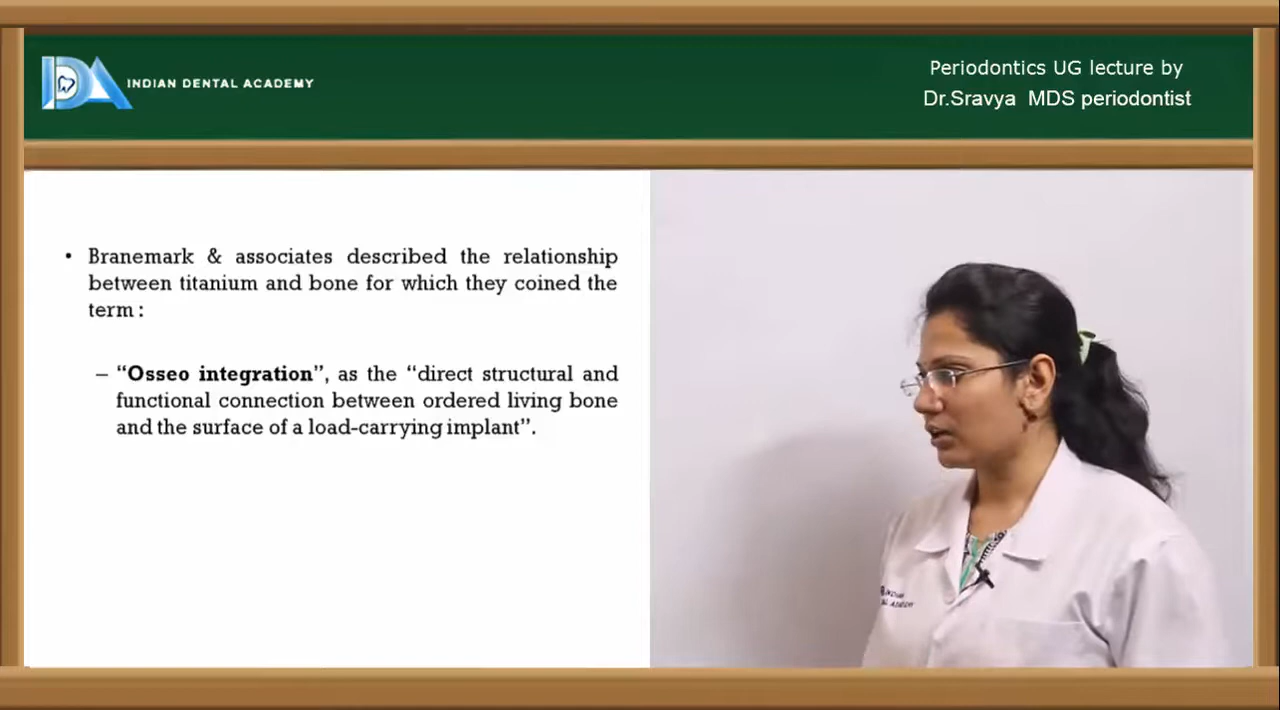 INDIAN DENTAL ACADEMY
Periodontics UG lecture by
Dr.Sravya MDS periodontist
• Branemark & associates described the relationship
between titanium and bone for which they coined the
term :
– “Osseo integration”, as the “direct structural and
functional connection between ordered living bone
and the surface of a load-carrying implant”.